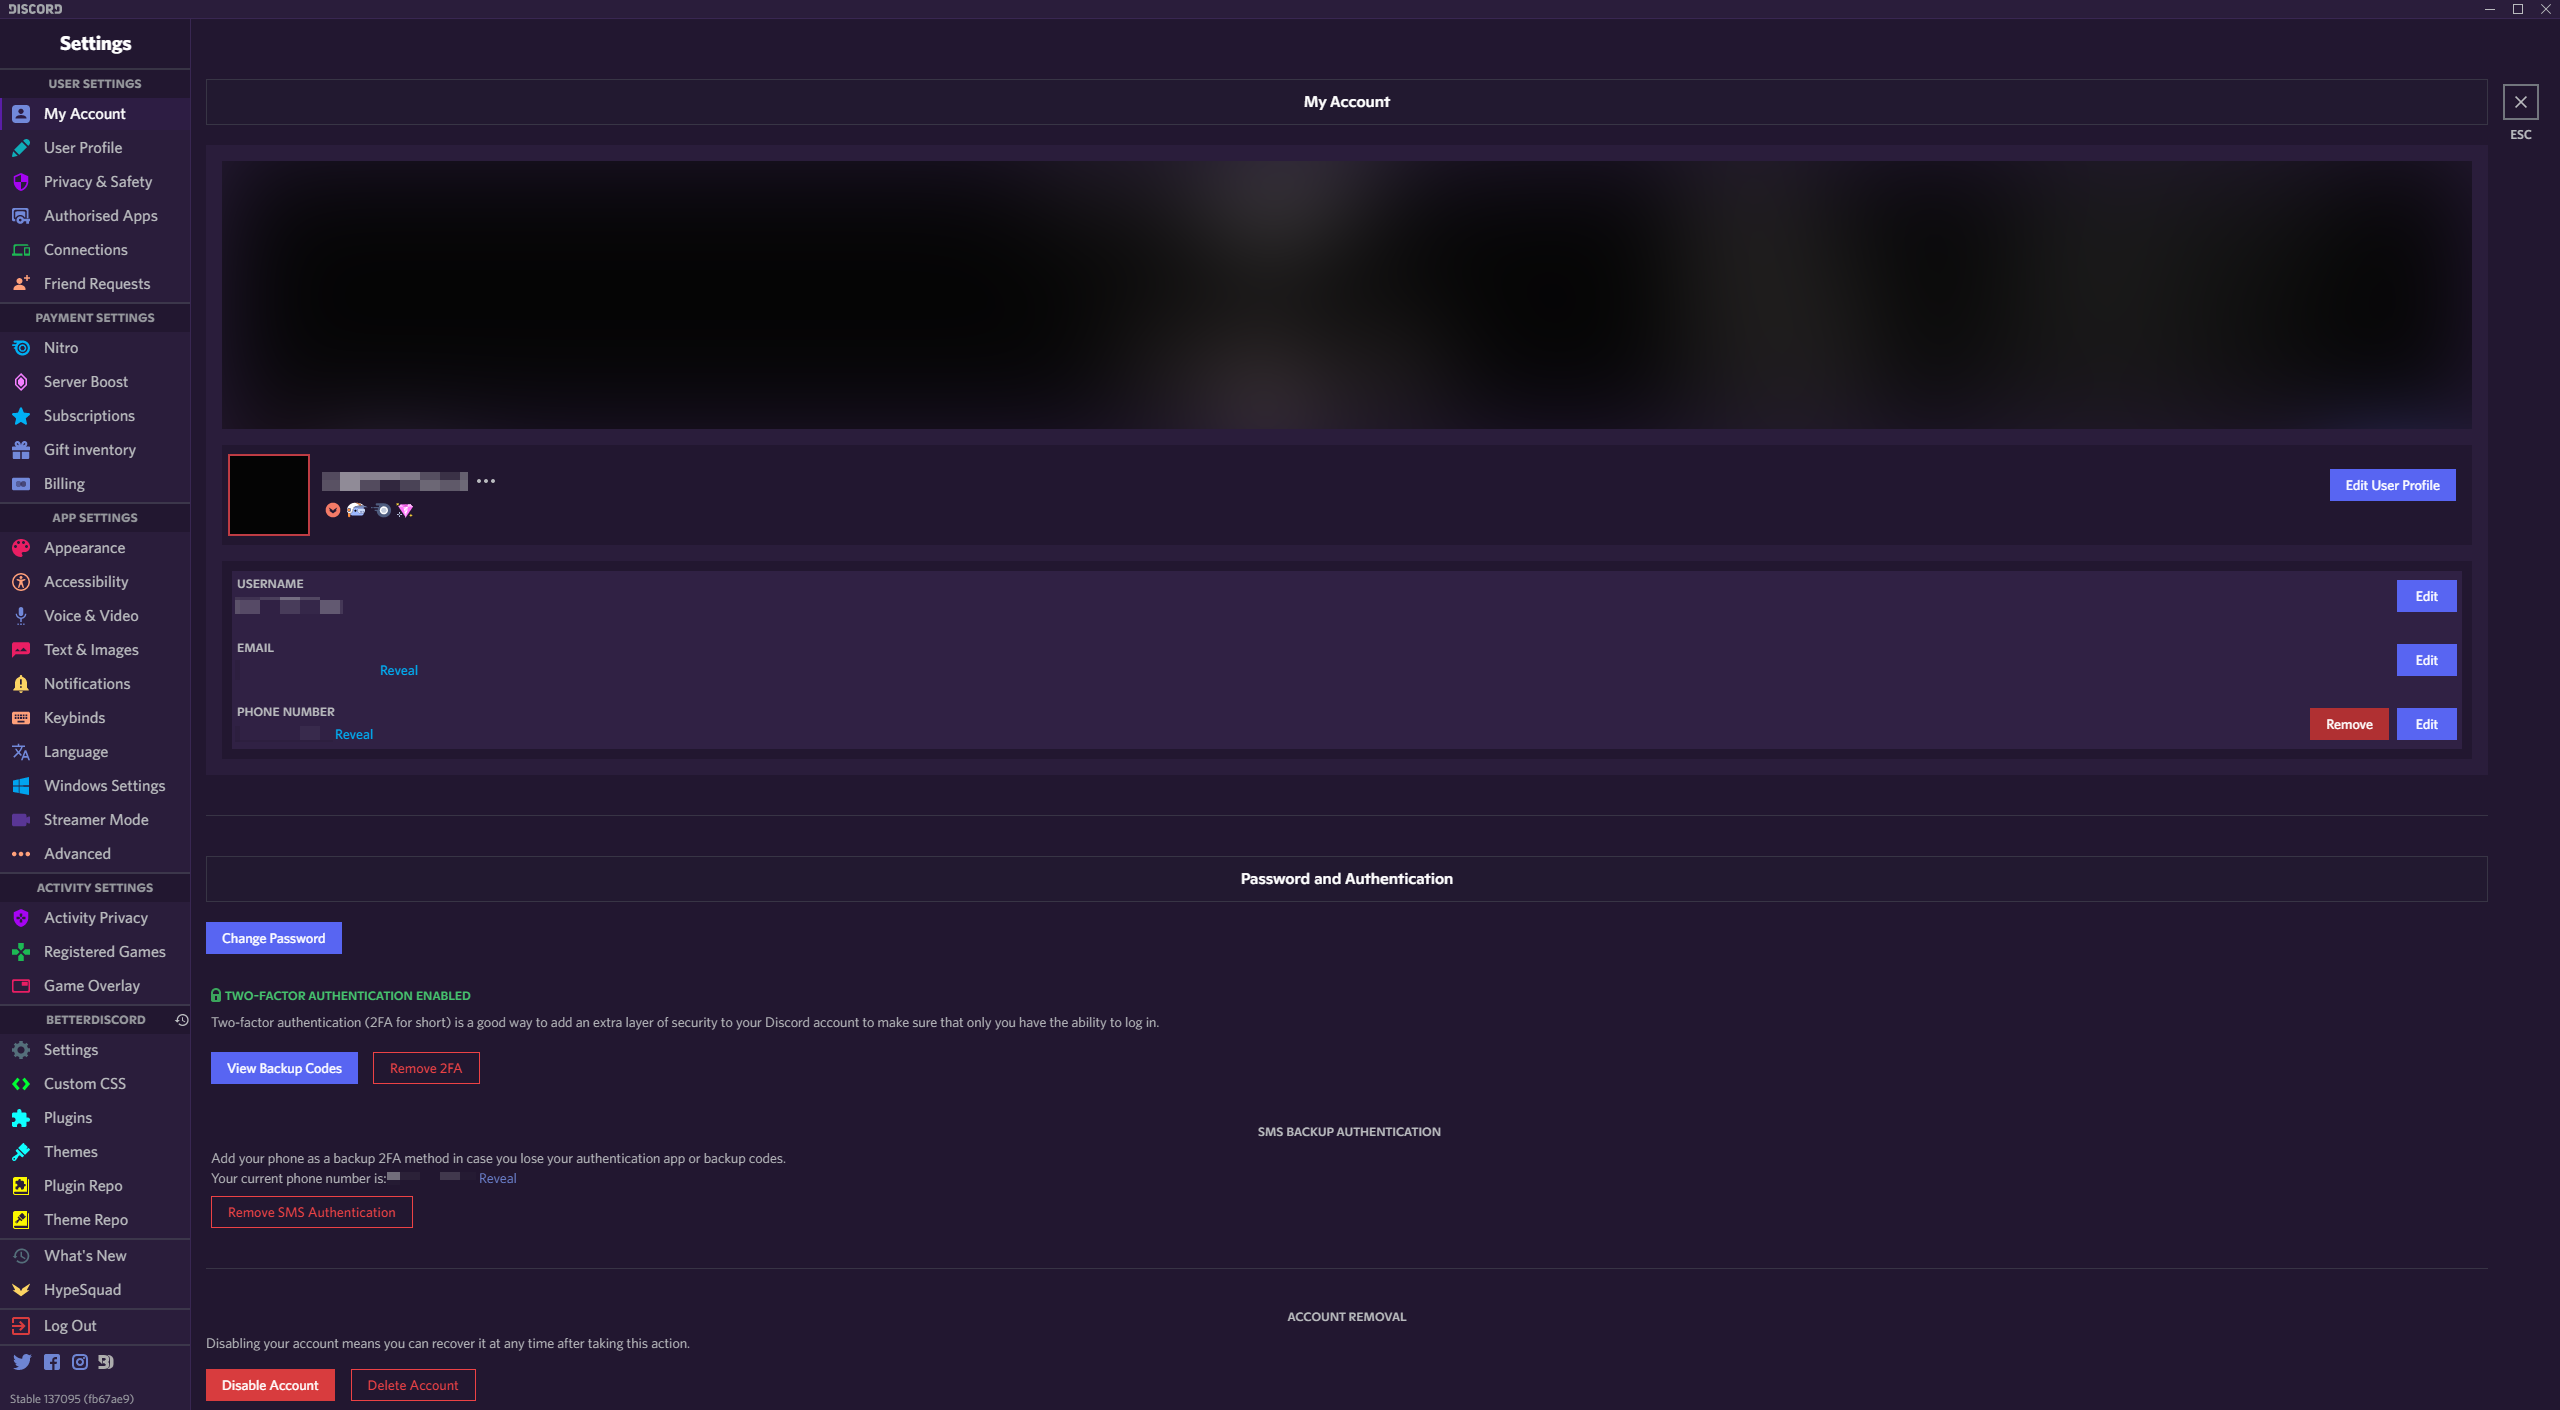 DISCORD
Settings
USER SETTINGS
My Account
User Profile
Privacy & Safety
Authorised Apps
Connections
Friend Requests
PAYMENT SETTINGS
Nitro
Server Boost
Subscriptions
Gift inventory
Billing
APP SETTINGS
Appearance
Accessibility
Voice & Video
Text & Images
Notifications
Keybinds
Language
Windows Settings
Streamer Mode
Advanced
ACTIVITY SETTINGS
Activity Privacy
Registered Games
Game Overlay
BETTERDISCORD
Settings
Custom CSS
Plugins
Themes
Plugin Repo
Theme Repo
What's New
HypeSquad
Log Out
Stable 137095 (fb67ae9)
My Account
ESC
Edit User Profile
USERNAME
Edit
EMAIL
Reveal
Edit
PHONE NUMBER
Reveal
Remove
Edit
Password and Authentication
Change Password
TWO-FACTOR AUTHENTICATION ENABLED
Two-factor authentication (2FA for short) is a good way to add an extra layer of security to your Discord account to make sure that only you have the ability to log in.
View Backup Codes
Remove 2FA
SMS BACKUP AUTHENTICATION
Add your phone as a backup 2FA method in case you lose your authentication app or backup codes.
Your current phone number is: Reveal
Remove SMS Authentication
ACCOUNT REMOVAL
Disabling your account means you can recover it at any time after taking this action.
Disable Account
Delete Account